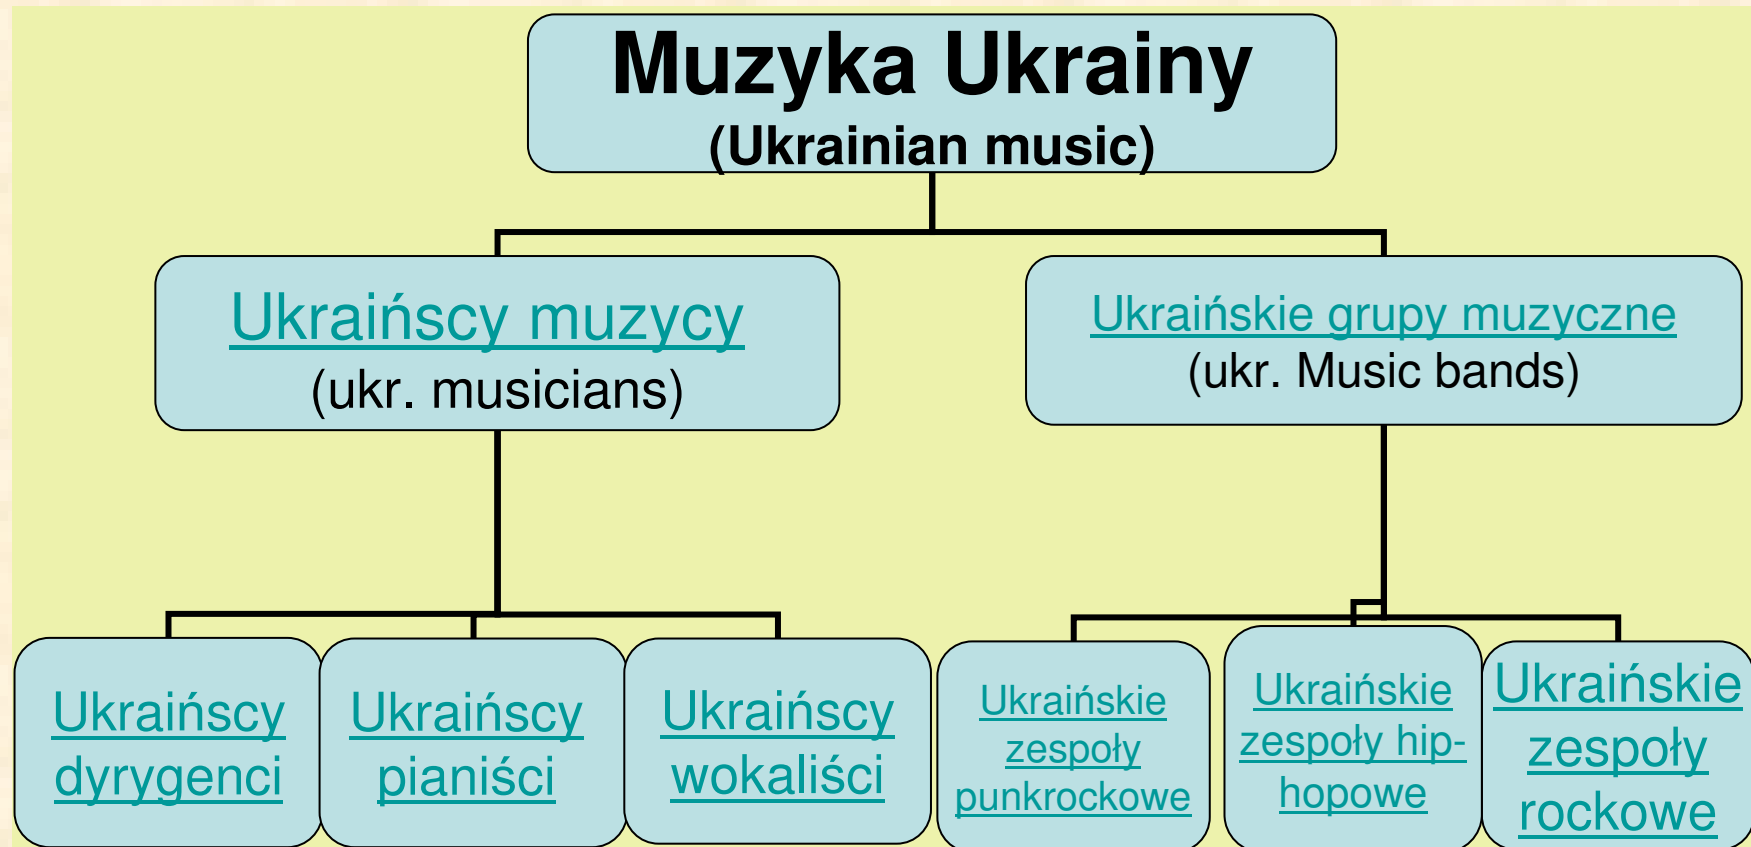 Muzyka Ukrainy
(Ukrainian music)
Ukraińscy muzycy
(ukr. musicians)
Ukraińskie grupy muzyczne
(ukr. Music bands)
Ukraińscy
dyrygenci
Ukraińscy
pianiści
Ukraińscy
wokaliści
Ukraińskie
zespoły
punkrockowe
Ukraińskie
zespoły hip-
hopowe
Ukraińskie
zespoły
rockowe